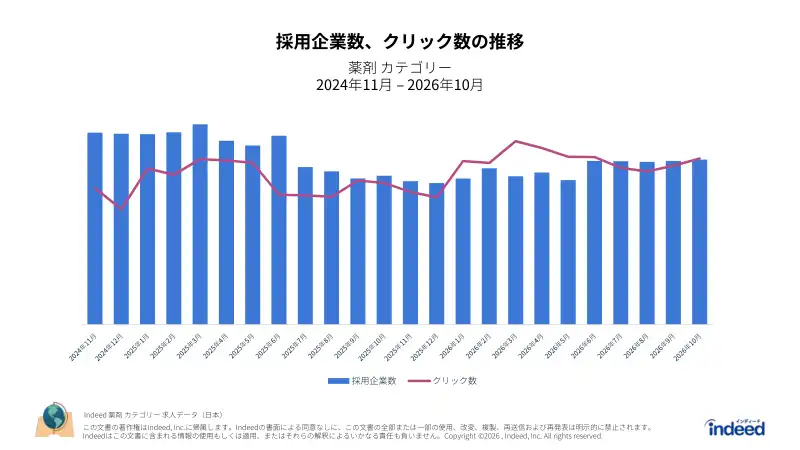 採用企業数、クリック数の推移
薬剤 カテゴリー
2024年11月 – 2026年10月
2024年11月
2024年12月
2025年1月
2025年2月
2025年3月
2025年4月
2025年5月
2025年6月
2025年7月
2025年8月
2025年9月
2025年10月
2025年11月
2025年12月
2026年1月
2026年2月
2026年3月
2026年4月
2026年5月
2026年6月
2026年7月
2026年8月
2026年9月
2026年10月
採用企業数 クリック数
Indeed 薬剤 カテゴリー 求人データ（日本）
この文書の著作権はIndeed, Inc.に帰属します。Indeedの書面による同意なしに、この文書の全部または一部の使用、改変、複製、再送信および再発表は明示的に禁止されます。
Indeedはこの文書に含まれる情報の使用もしくは適用、またはそれらの解釈によるいかなる責任も負いません。Copyright ©2026 , Indeed, Inc. All rights reserved.
インディード
indeed